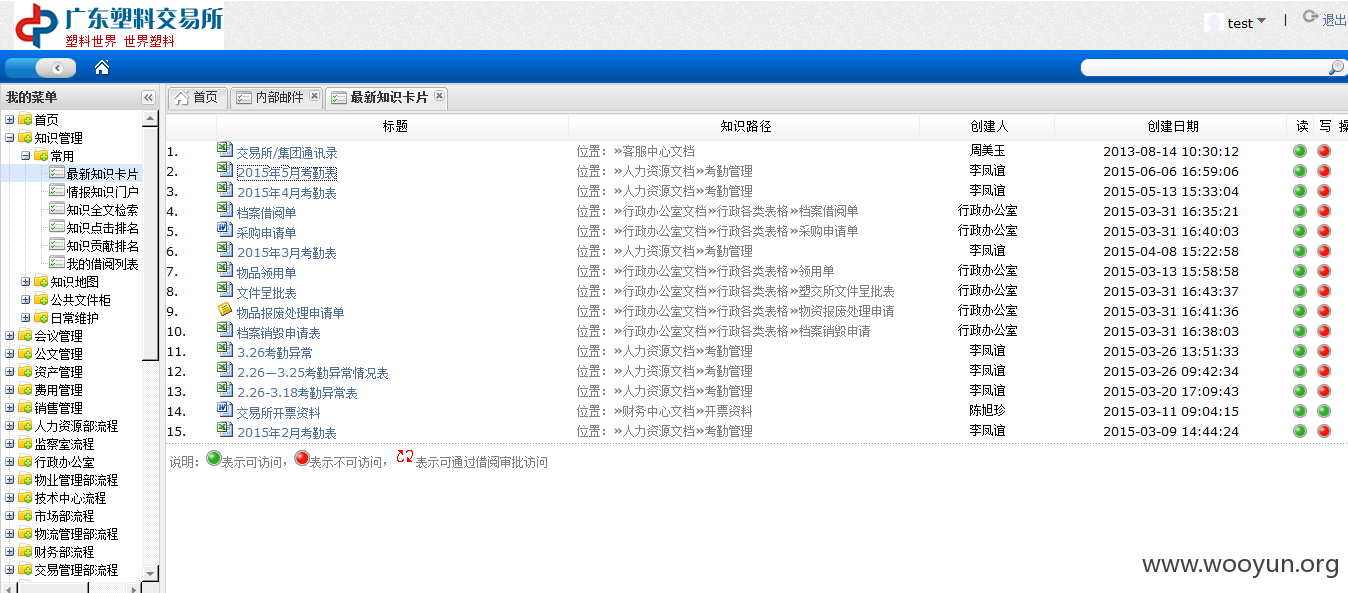 广东塑料交易所
塑料世界 世界塑料
test
退出
我的菜单
首页
知识管理
常用
最新知识卡片
情报知识门户
知识全文检索
知识点击排名
知识贡献排名
我的借阅列表
知识地图
公共文件柜
日常维护
会议管理
公文管理
资产管理
费用管理
销售管理
人力资源部流程
监察室流程
行政办公室
物业管理部流程
技术中心流程
市场部流程
物流管理部流程
财务部流程
交易管理部流程
首页 内部邮件 最新知识卡片
标题 知识路径 创建人 创建日期 读 写 操
1. 交易所/集团通讯录 位置: »客服中心文档 周美玉 2013-08-14 10:30:12
2. 2015年5月考勤表 位置: »人力资源文档»考勤管理 李凤谊 2015-06-06 16:59:06
3. 2015年4月考勤表 位置: »人力资源文档»考勤管理 李凤谊 2015-05-13 15:33:04
4. 档案借阅单 位置: »行政办公室文档»行政各类表格»档案借阅单 行政办公室 2015-03-31 16:35:21
5. 采购申请单 位置: »行政办公室文档»行政各类表格»采购申请单 行政办公室 2015-03-31 16:40:03
6. 2015年3月考勤表 位置: »人力资源文档»考勤管理 李凤谊 2015-04-08 15:22:58
7. 物品领用单 位置: »行政办公室文档»行政各类表格»领用单 行政办公室 2015-03-13 15:58:58
8. 文件呈批表 位置: »行政办公室文档»行政各类表格»塑交所文件呈批表 行政办公室 2015-03-31 16:43:37
9. 物品报废处理申请单 位置: »行政办公室文档»行政各类表格»物资报废处理申请 行政办公室 2015-03-31 16:41:36
10. 档案销毁申请表 位置: »行政办公室文档»行政各类表格»档案销毁申请 行政办公室 2015-03-31 16:38:03
11. 3.26考勤异常 位置: »人力资源文档»考勤管理 李凤谊 2015-03-26 13:51:33
12. 2.26—3.25考勤异常情况表 位置: »人力资源文档»考勤管理 李凤谊 2015-03-26 09:42:34
13. 2.26-3.18考勤异常表 位置: »人力资源文档»考勤管理 李凤谊 2015-03-20 17:09:43
14. 交易所开票资料 位置: »财务中心文档»开票资料 陈旭珍 2015-03-11 09:04:15
15. 2015年2月考勤表 位置: »人力资源文档»考勤管理 李凤谊 2015-03-09 14:44:24
说明: 表示可访问, 表示不可访问, 表示可通过借阅审批访问
www.wooyun.org